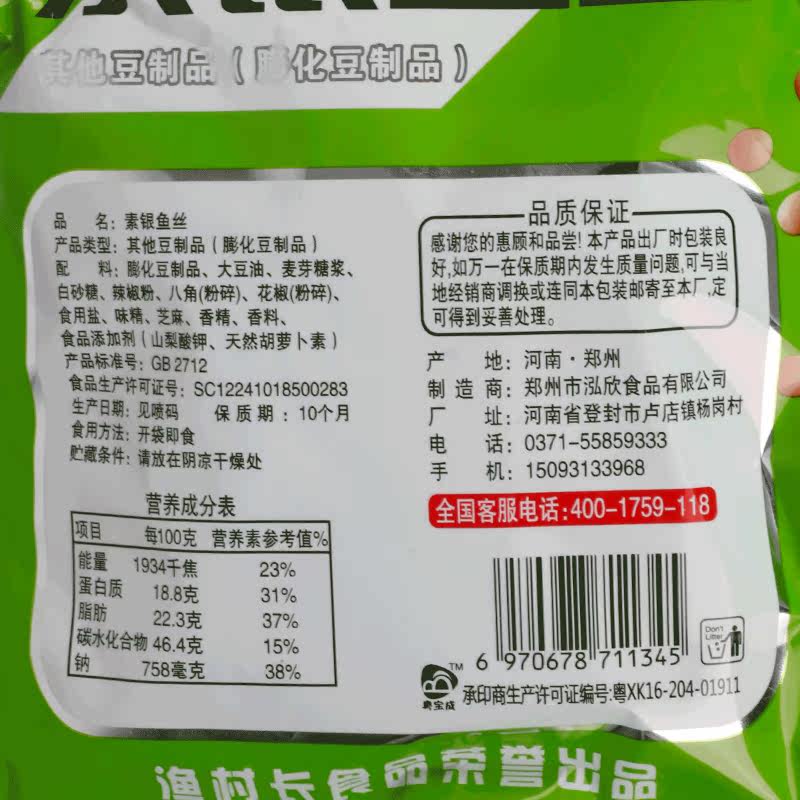 其他豆制品（膨化豆制品）
品 名：素银鱼丝
产品类型：其他豆制品（膨化豆制品）
配 料：膨化豆制品、大豆油、麦芽糖浆、
白砂糖、辣椒粉、八角(粉碎)、花椒(粉碎)、
食用盐、味精、芝麻、香精、香料、
食品添加剂（山梨酸钾、天然胡萝卜素）
产品标准号：GB 2712
食品生产许可证号：SC12241018500283
生产日期：见喷码 保质期：10个月
食用方法：开袋即食
贮藏条件：请放在阴凉干燥处
营养成分表
项目 每100克 营养素参考值%
能量 1934千焦 23%
蛋白质 18.8克 31%
脂肪 22.3克 37%
碳水化合物 46.4克 15%
钠 758毫克 38%
品质保证
感谢您的惠顾和品尝!本产品出厂时包装良
好,如万一在保质期内发生质量问题,可与当
地经销商调换或连同本包装邮寄至本厂,定
可得到妥善处理。
产 地：河南·郑州
制造商：郑州市泓欣食品有限公司
厂 址：河南省登封市卢店镇杨岗村
电 话：0371-55859333
手 机：15093133968
全国客服电话:400-1759-118
Don't
Litter
6 970678 711345
TM
奥宝成
承印商生产许可证编号:粤XK16-204-01911
渔村长食品荣誉出品